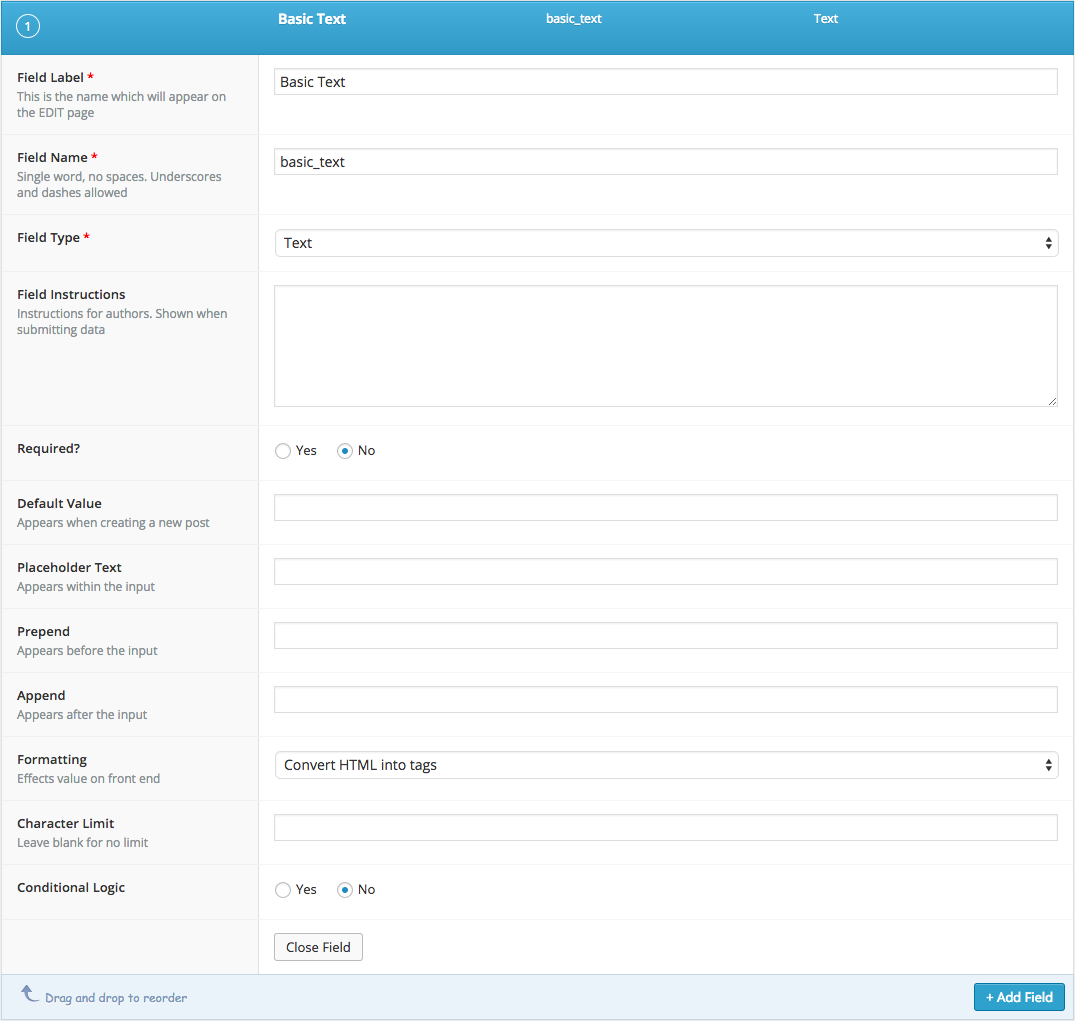 1 Basic Text basic_text Text
Field Label * Basic Text
This is the name which will appear on
the EDIT page
Field Name * basic_text
Single word, no spaces. Underscores
and dashes allowed
Field Type * Text
Field Instructions
Instructions for authors. Shown when
submitting data
Required? Yes No
Default Value
Appears when creating a new post
Placeholder Text
Appears within the input
Prepend
Appears before the input
Append
Appears after the input
Formatting Convert HTML into tags
Effects value on front end
Character Limit
Leave blank for no limit
Conditional Logic Yes No
Close Field
Drag and drop to reorder + Add Field